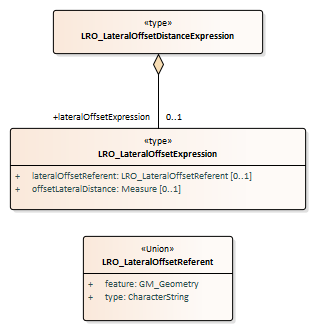 «type»
LRO_LateralOffsetDistanceExpression
+lateralOffsetExpression 0..1
«type»
LRO_LateralOffsetExpression
+ lateralOffsetReferent: LRO_LateralOffsetReferent [0..1]
+ offsetLateralDistance: Measure [0..1]
«Union»
LRO_LateralOffsetReferent
+ feature: GM_Geometry
+ type: CharacterString